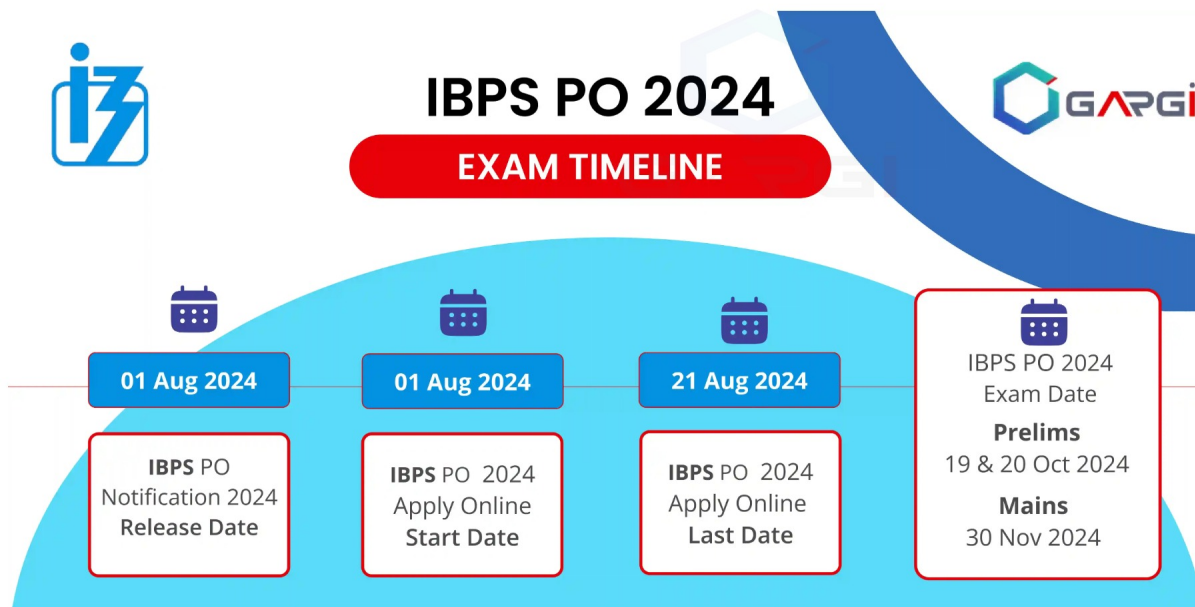 IBPS PO 2024
GARGI
EXAM TIMELINE
01 Aug 2024
IBPS PO
Notification 2024
Release Date
01 Aug 2024
IBPS PO 2024
Apply Online
Start Date
21 Aug 2024
IBPS PO 2024
Apply Online
Last Date
IBPS PO 2024
Exam Date
Prelims
19 & 20 Oct 2024
Mains
30 Nov 2024